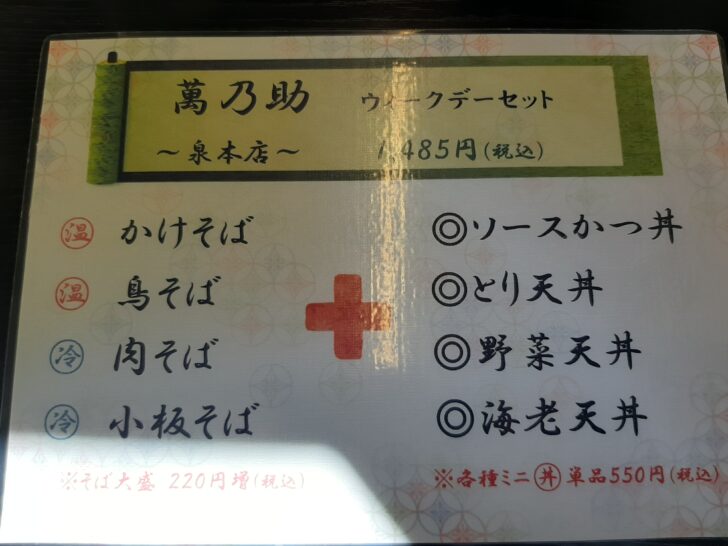 萬乃助 ウィークデーセット
～泉本店～ 1,485円(税込)
温 かけそば
温 鳥そば
冷 肉そば
冷 小板そば
※そば大盛 220円増(税込)
◎ソースかつ丼
◎とり天丼
◎野菜天丼
◎海老天丼
※各種ミニ丼単品550円(税込)